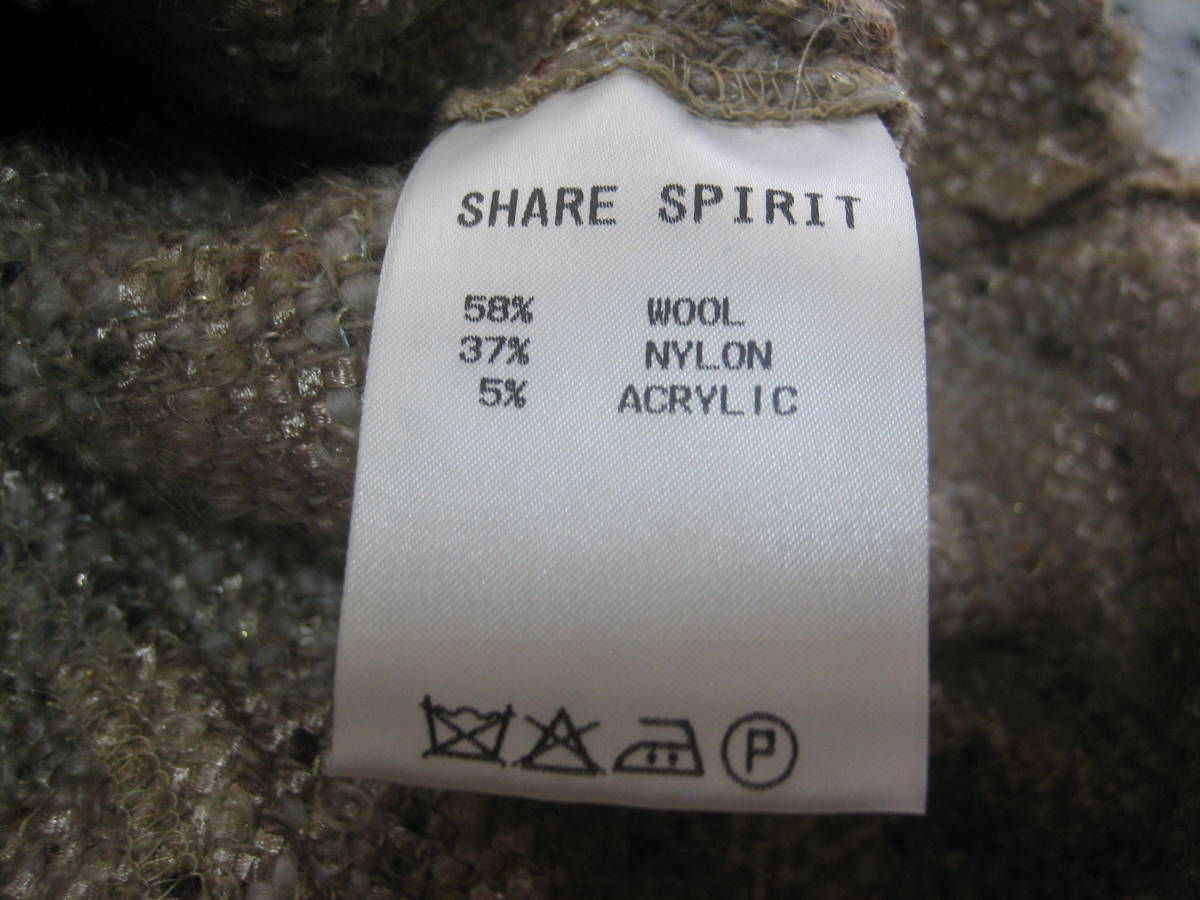 SHARE SPIRIT
58% WOOL
37% NYLON
5% ACRYLIC
P